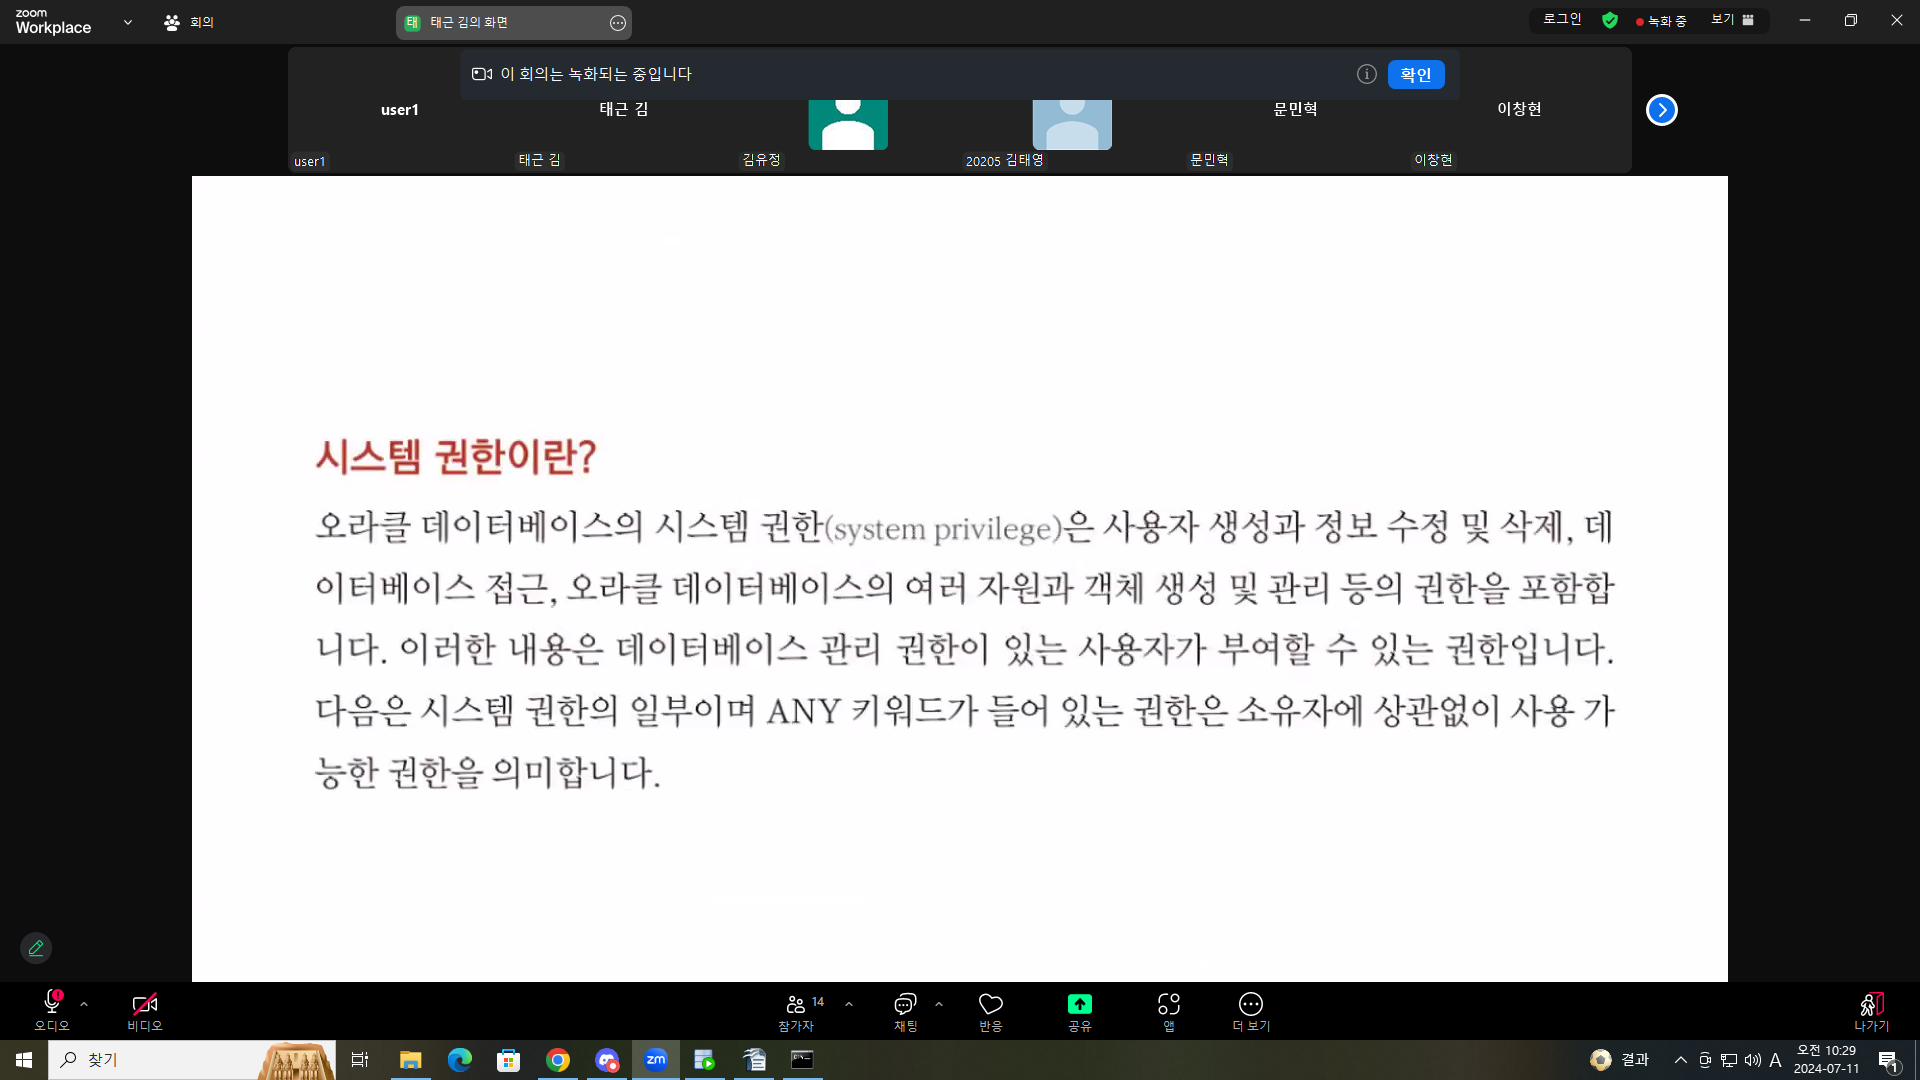 zoom
Workplace
회의
태
태근 김의 화면
로그인
녹화 중
보기
이 회의는 녹화되는 중입니다
확인
user1
태근 김
문민혁
이창현
user1
태근 김
김유정
20205 김태영
문민혁
이창현
시스템 권한이란?
오라클 데이터베이스의 시스템 권한(system privilege)은 사용자 생성과 정보 수정 및 삭제, 데
이터베이스 접근, 오라클 데이터베이스의 여러 자원과 객체 생성 및 관리 등의 권한을 포함합
니다. 이러한 내용은 데이터베이스 관리 권한이 있는 사용자가 부여할 수 있는 권한입니다.
다음은 시스템 권한의 일부이며 ANY 키워드가 들어 있는 권한은 소유자에 상관없이 사용 가
능한 권한을 의미합니다.
14
오디오
비디오
참가자
채팅
반응
공유
앱
더 보기
나가기
찾기
zm
결과
A
오전 10:29
2024-07-11
1